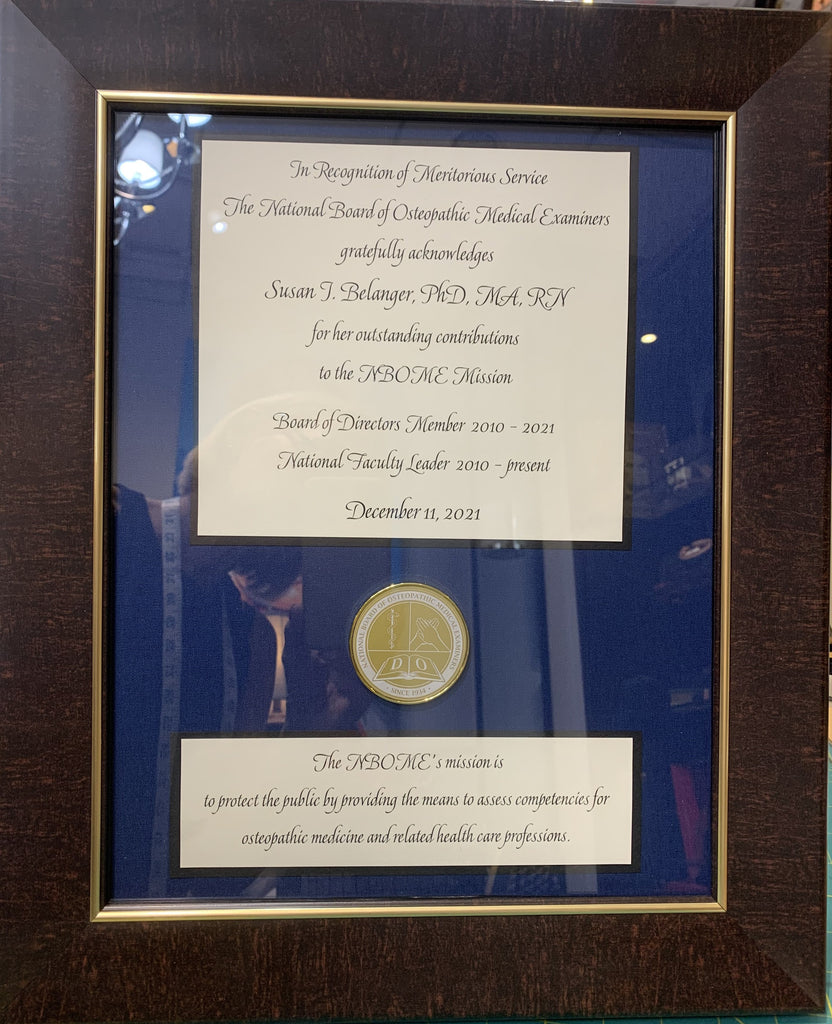 In Recognition of Meritorious Service
The National Board of Osteopathic Medical Examiners
gratefully acknowledges
Susan J. Belanger, PhD, MA, RN
for her outstanding contributions
to the NBOME Mission
Board of Directors Member 2010 - 2021
National Faculty Leader 2010 - present
December 11, 2021
NATIONAL BOARD OF OSTEOPATHIC MEDICAL EXAMINERS
D O
· SINCE 1934 ·
The NBOME's mission is
to protect the public by providing the means to assess competencies for
osteopathic medicine and related health care professions.